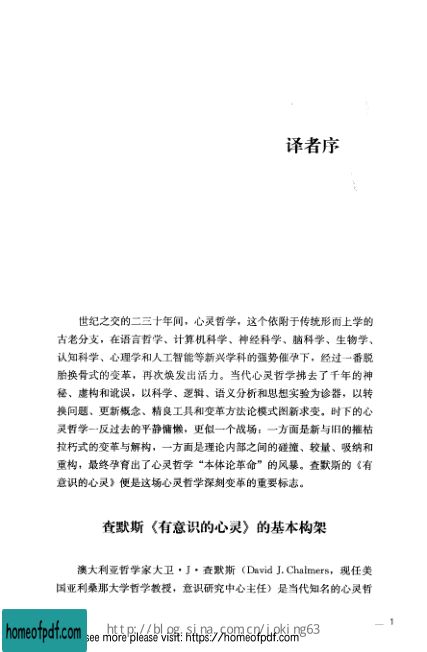 译者序
世纪之交的二三十年间，心灵哲学，这个依附于传统形而上学的
古老分支，在语言哲学、计算机科学、神经科学、脑科学、生物学、
认知科学、心理学和人工智能等新兴学科的强势催孕下，经过一番脱
胎换骨式的变革，再次焕发出活力。当代心灵哲学拂去了千年的神
秘、虚构和讹误，以科学、逻辑、语义分析和思想实验为诊器，以转
换问题、更新概念、精良工具和变革方法论模式图新求变。时下的心
灵哲学一反过去的平静慵懒，更似一个战场：一方面是新与旧的摧枯
拉朽式的变革与解构，一方面是理论内部之间的碰撞、较量、吸纳和
重构，最终孕育出了心灵哲学“本体论革命”的风暴。查默斯的《有
意识的心灵》便是这场心灵哲学深刻变革的重要标志。
查默斯《有意识的心灵》的基本构架
澳大利亚哲学家大卫·J·查默斯（David J. Chalmers，现任美
国亚利桑那大学哲学教授，意识研究中心主任）是当代知名的心灵哲
1
homeofpdf.com
http://blog.sina.com.cn/joking63
see more please visit: https://homeofpdf.com